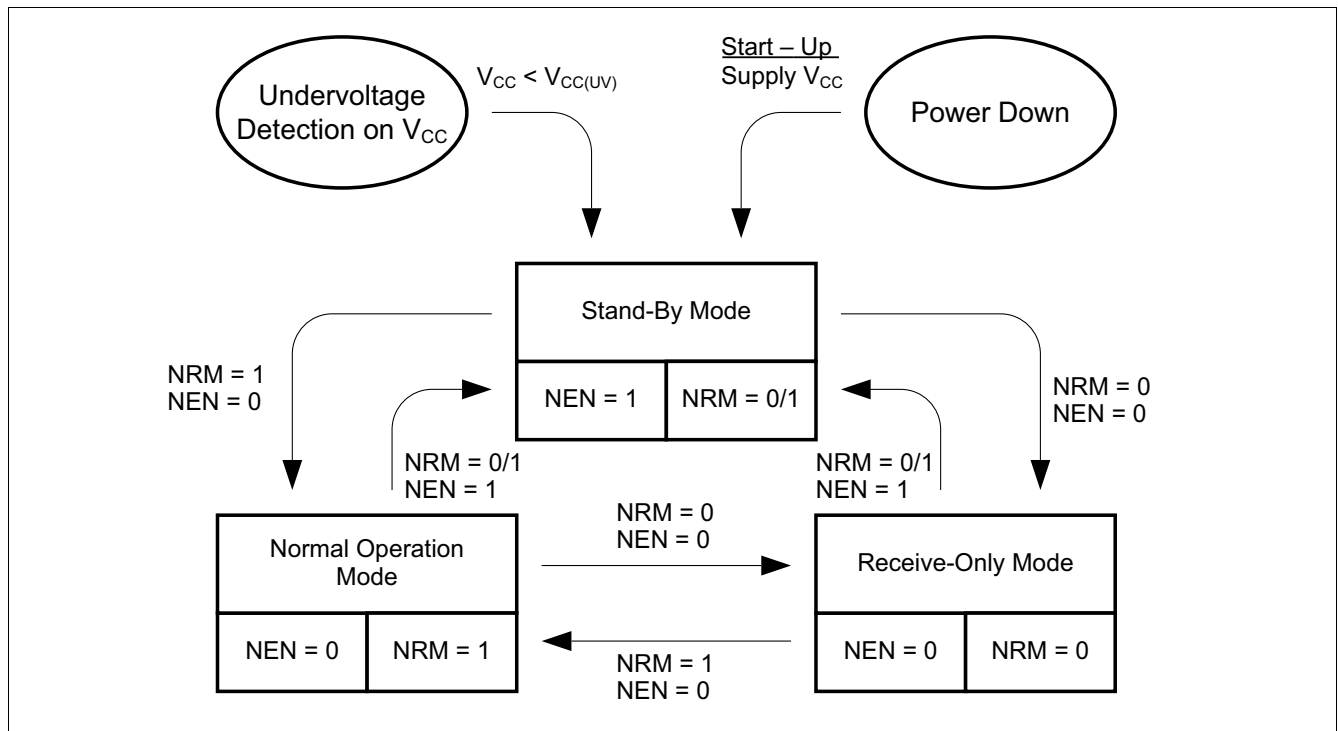 Undervoltage
Detection on VCC
VCC < VCC(UV)
Start – Up
Supply VCC
Power Down
Stand-By Mode
NEN = 1
NRM = 0/1
NRM = 1
NEN = 0
NRM = 0
NEN = 0
NRM = 0/1
NEN = 1
NRM = 0/1
NEN = 1
Normal Operation
Mode
NEN = 0
NRM = 1
NRM = 0
NEN = 0
NRM = 1
NEN = 0
Receive-Only Mode
NEN = 0
NRM = 0